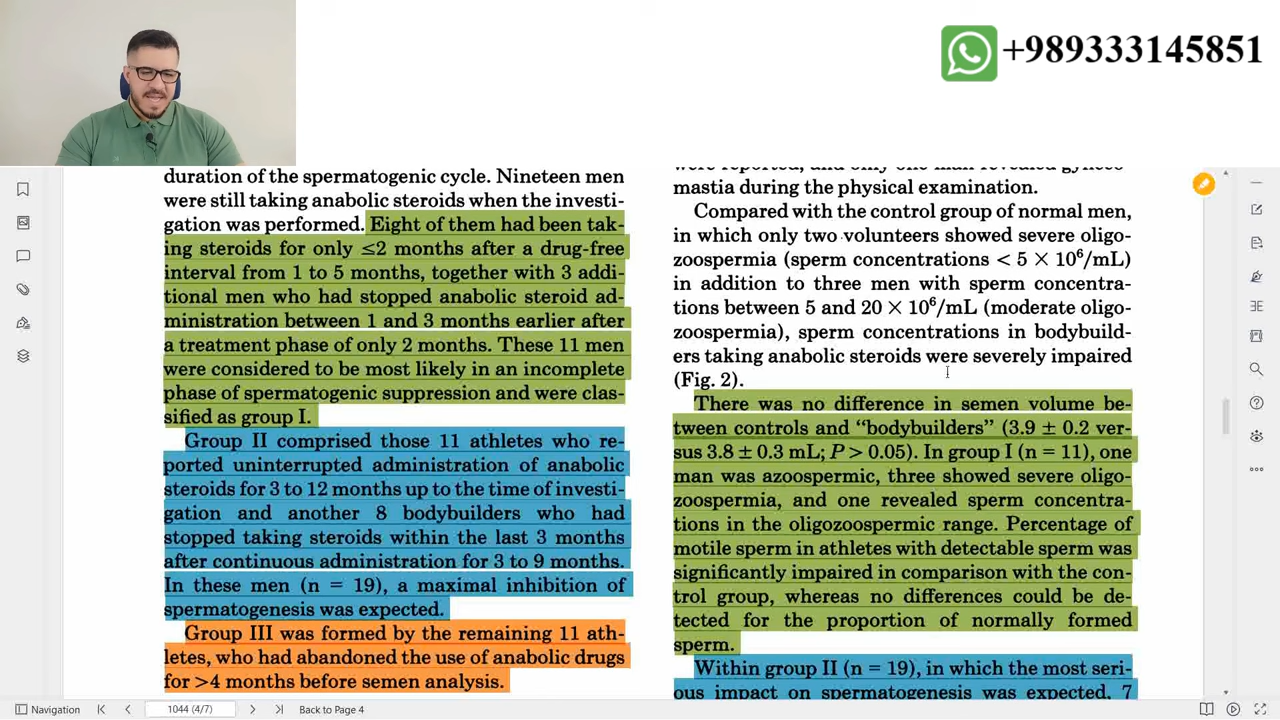 +989333145851
duration of the spermatogenic cycle. Nineteen men
were still taking anabolic steroids when the investi-
gation was performed. Eight of them had been tak-
ing steroids for only ≤2 months after a drug-free
interval from 1 to 5 months, together with 3 addi-
tional men who had stopped anabolic steroid ad-
ministration between 1 and 3 months earlier after
a treatment phase of only 2 months. These 11 men
were considered to be most likely in an incomplete
phase of spermatogenic suppression and were clas-
sified as group I.
Group II comprised those 11 athletes who re-
ported uninterrupted administration of anabolic
steroids for 3 to 12 months up to the time of investi-
gation and another 8 bodybuilders who had
stopped taking steroids within the last 3 months
after continuous administration for 3 to 9 months.
In these men (n = 19), a maximal inhibition of
spermatogenesis was expected.
Group III was formed by the remaining 11 ath-
letes, who had abandoned the use of anabolic drugs
for >4 months before semen analysis.
were reported, and only one man revealed gyneco-
mastia during the physical examination.
Compared with the control group of normal men,
in which only two volunteers showed severe oligo-
zoospermia (sperm concentrations < 5 × 10⁶/mL)
in addition to three men with sperm concentra-
tions between 5 and 20 × 10⁶/mL (moderate oligo-
zoospermia), sperm concentrations in bodybuild-
ers taking anabolic steroids were severely impaired
(Fig. 2).
There was no difference in semen volume be-
tween controls and “bodybuilders” (3.9 ± 0.2 ver-
sus 3.8 ± 0.3 mL; P > 0.05). In group I (n = 11), one
man was azoospermic, three showed severe oligo-
zoospermia, and one revealed sperm concentra-
tions in the oligozoospermic range. Percentage of
motile sperm in athletes with detectable sperm was
significantly impaired in comparison with the con-
trol group, whereas no differences could be de-
tected for the proportion of normally formed
sperm.
Within group II (n = 19), in which the most seri-
ous impact on spermatogenesis was expected, 7
Navigation
1044 (4/7)
Back to Page 4